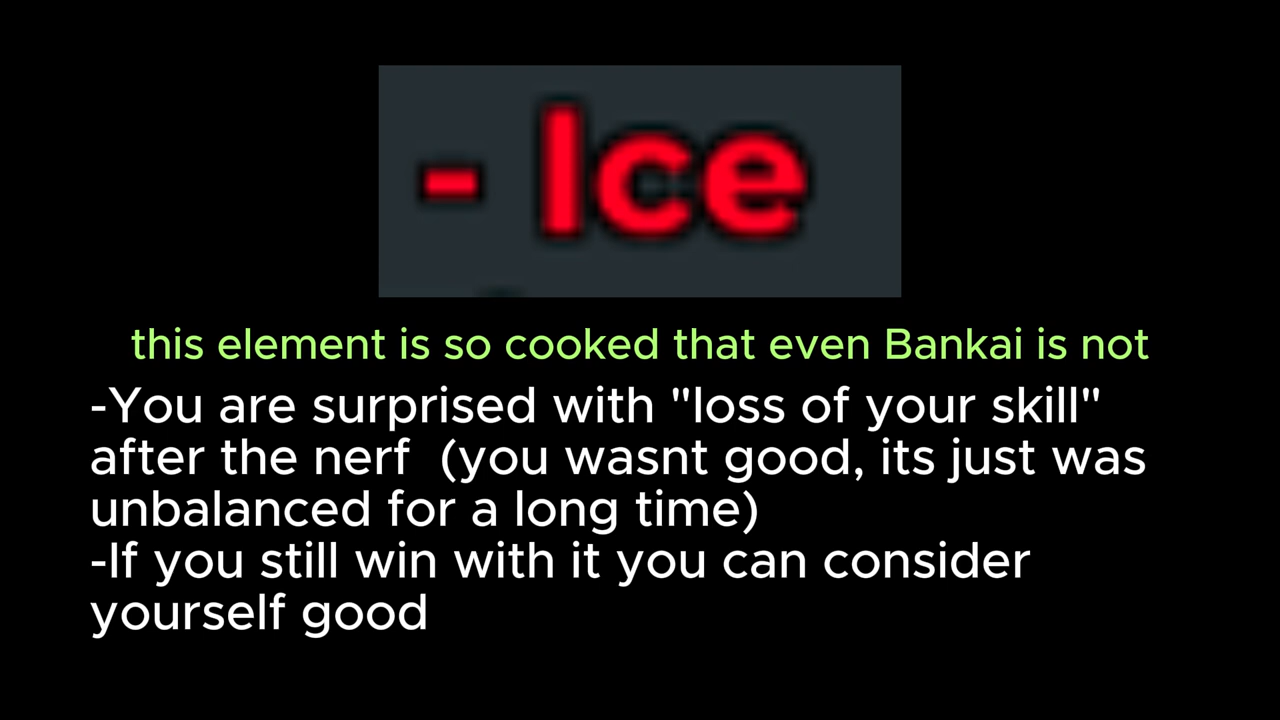 - Ice
this element is so cooked that even Bankai is not
-You are surprised with "loss of your skill"
after the nerf  (you wasnt good, its just was
unbalanced for a long time)
-If you still win with it you can consider
yourself good